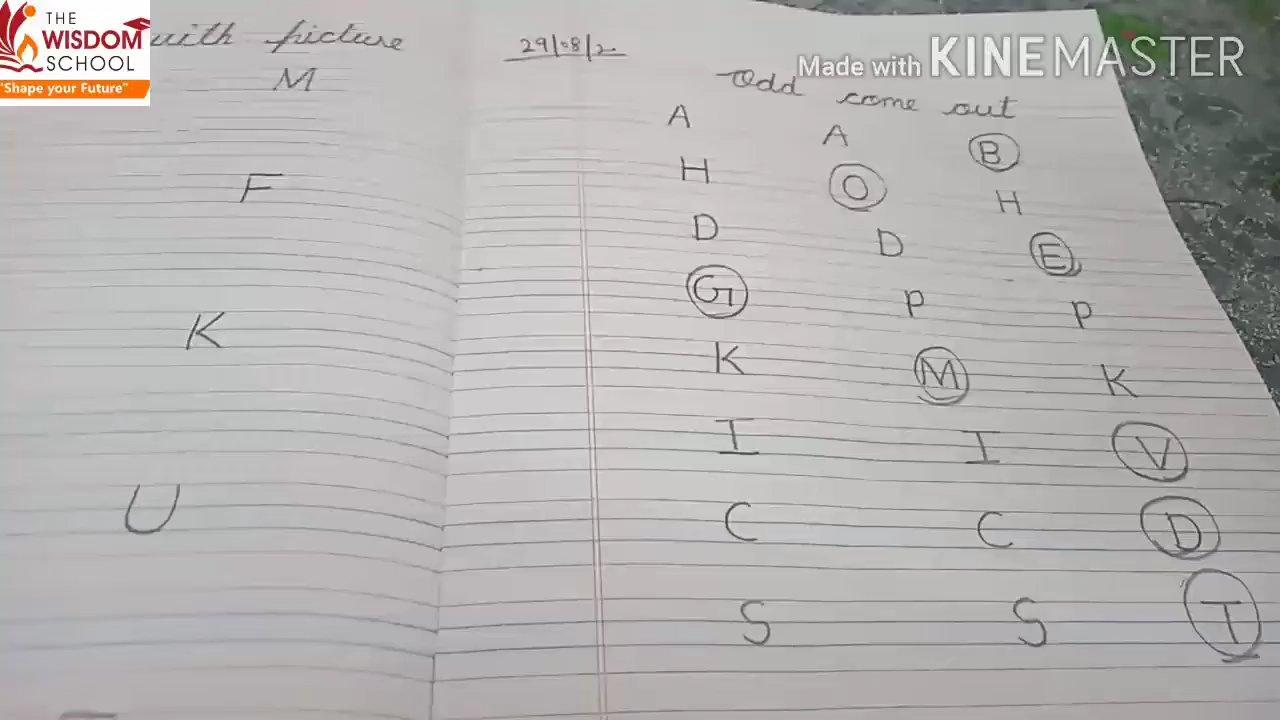 THE
WISDOM
SCHOOL
"Shape your Future"
with picture
M
F
K
U
29/08/2
Made with KINEMASTER
Odd come out
A A B
H O H
D D E
G P P
K M K
I I V
C C D
S S T